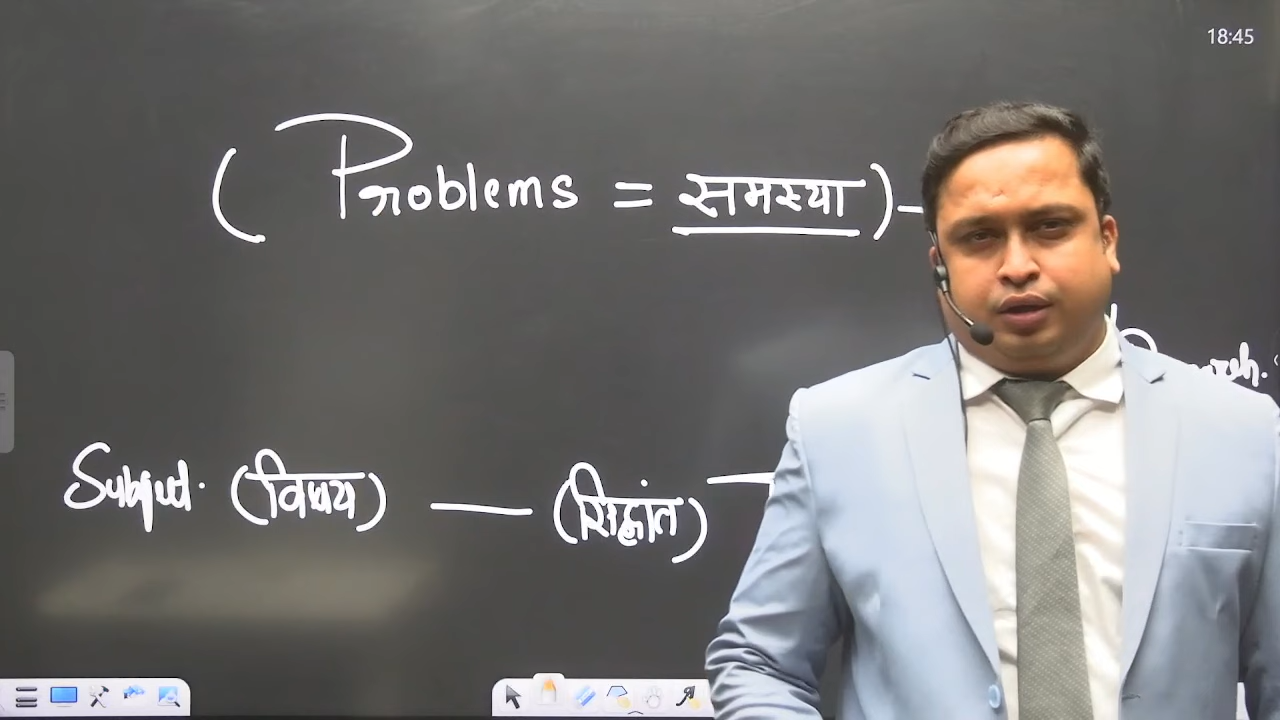 18:45
( Problems = समस्या ) –
Subject. (विषय) — (सिद्धांत) —